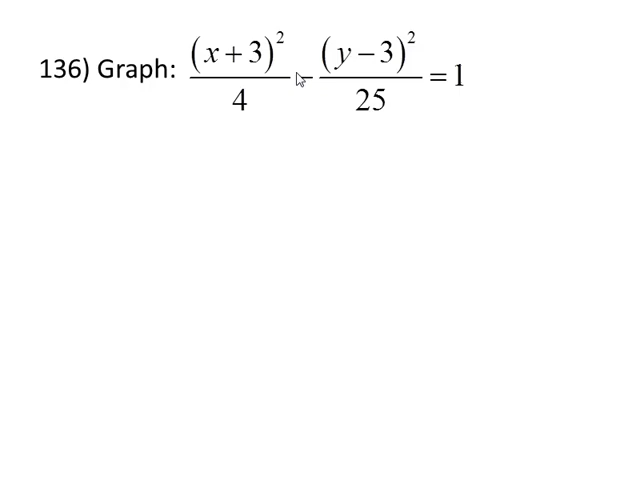 136) Graph: (x + 3)²/4 − (y − 3)²/25 = 1